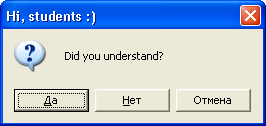 Hi, students :)
Did you understand?
Да
Нет
Отмена